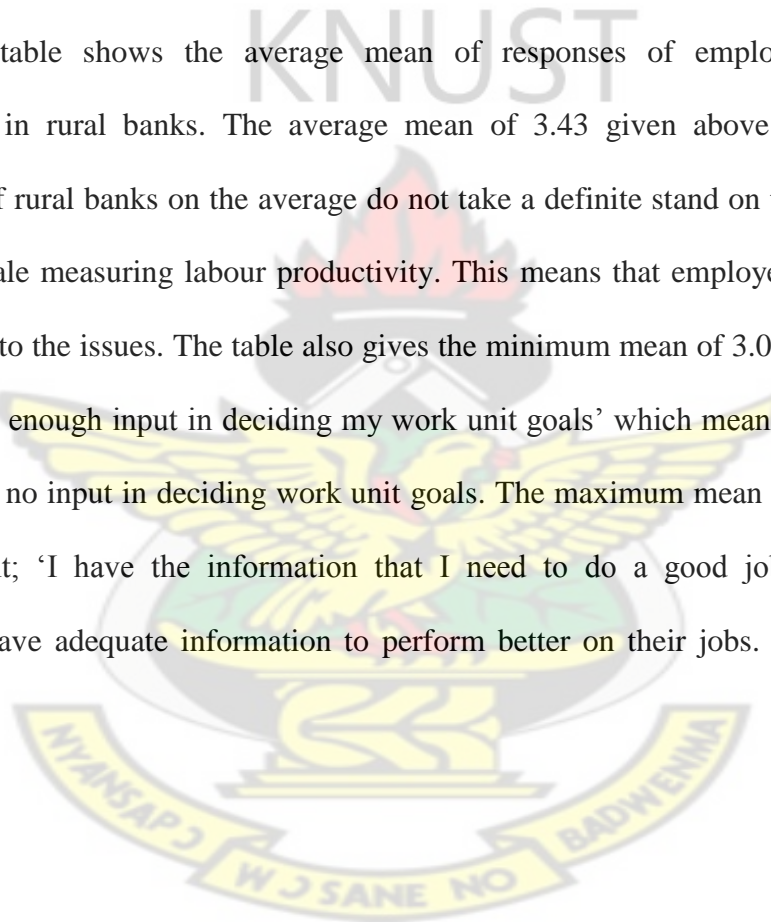 KNUST
table shows the average mean of responses of emplo
in rural banks. The average mean of 3.43 given above
f rural banks on the average do not take a definite stand on
ale measuring labour productivity. This means that employe
to the issues. The table also gives the minimum mean of 3.0
enough input in deciding my work unit goals’ which mean
no input in deciding work unit goals. The maximum mean
t; ‘I have the information that I need to do a good jo
ave adequate information to perform better on their jobs.
NYANSAPƆ WƆ SANE NO BADWENMA